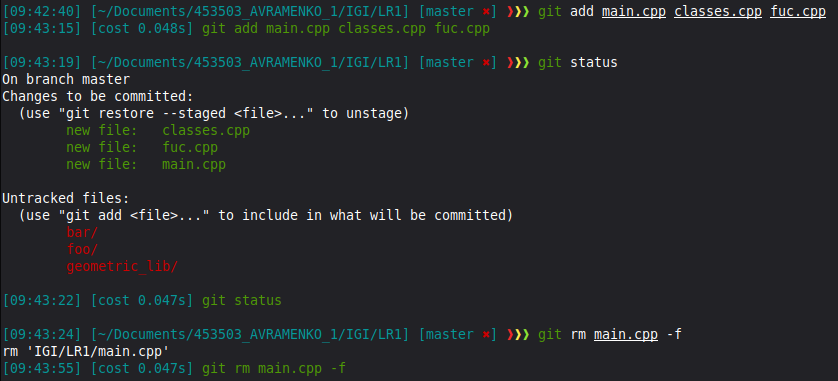 [09:42:40] [~/Documents/453503_AVRAMENKO_1/IGI/LR1] [master ✖] ❯❯❯ git add main.cpp classes.cpp fuc.cpp
[09:43:15] [cost 0.048s] git add main.cpp classes.cpp fuc.cpp
[09:43:19] [~/Documents/453503_AVRAMENKO_1/IGI/LR1] [master ✖] ❯❯❯ git status
On branch master
Changes to be committed:
  (use "git restore --staged <file>..." to unstage)
        new file:   classes.cpp
        new file:   fuc.cpp
        new file:   main.cpp
Untracked files:
  (use "git add <file>..." to include in what will be committed)
        bar/
        foo/
        geometric_lib/
[09:43:22] [cost 0.047s] git status
[09:43:24] [~/Documents/453503_AVRAMENKO_1/IGI/LR1] [master ✖] ❯❯❯ git rm main.cpp -f
rm 'IGI/LR1/main.cpp'
[09:43:55] [cost 0.047s] git rm main.cpp -f